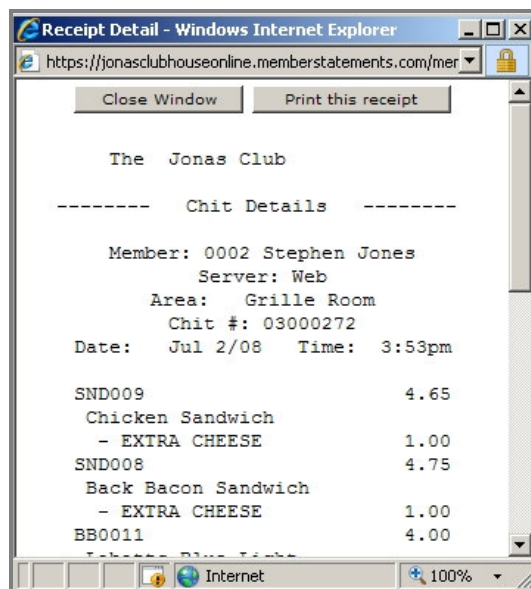 Receipt Detail - Windows Internet Explorer
https://jonasclubhouseonline.memberstatements.com/mer
Close Window Print this receipt
The Jonas Club
-------- Chit Details --------
Member: 0002 Stephen Jones
Server: Web
Area: Grille Room
Chit #: 03000272
Date: Jul 2/08 Time: 3:53pm
SND009 4.65
Chicken Sandwich
- EXTRA CHEESE 1.00
SND008 4.75
Back Bacon Sandwich
- EXTRA CHEESE 1.00
BB0011 4.00
Internet 100%